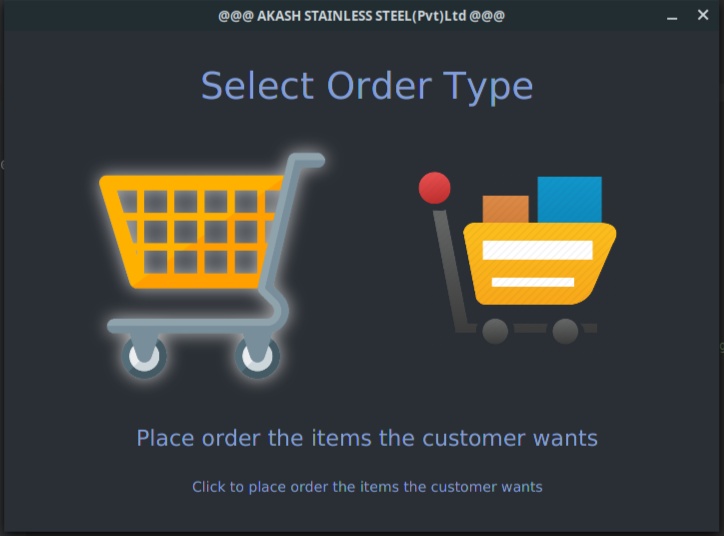 @@@ AKASH STAINLESS STEEL(Pvt)Ltd @@@
Select Order Type
Place order the items the customer wants
Click to place order the items the customer wants